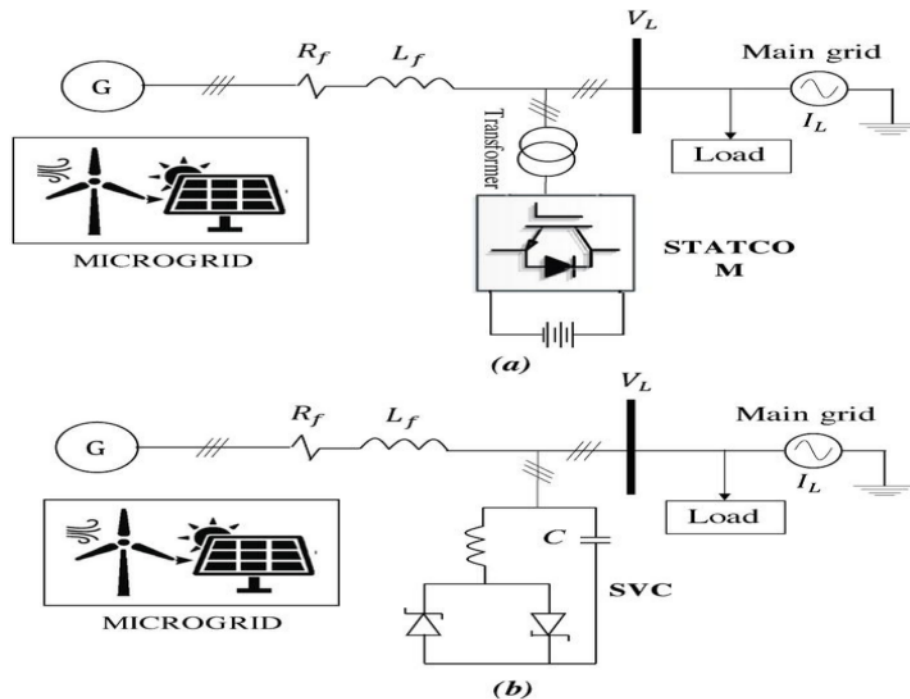 V_L
R_f
L_f
Main grid
G
Transformer
I_L
Load
STATCO
M
MICROGRID
(a)
V_L
R_f
L_f
Main grid
G
I_L
Load
C
SVC
MICROGRID
(b)